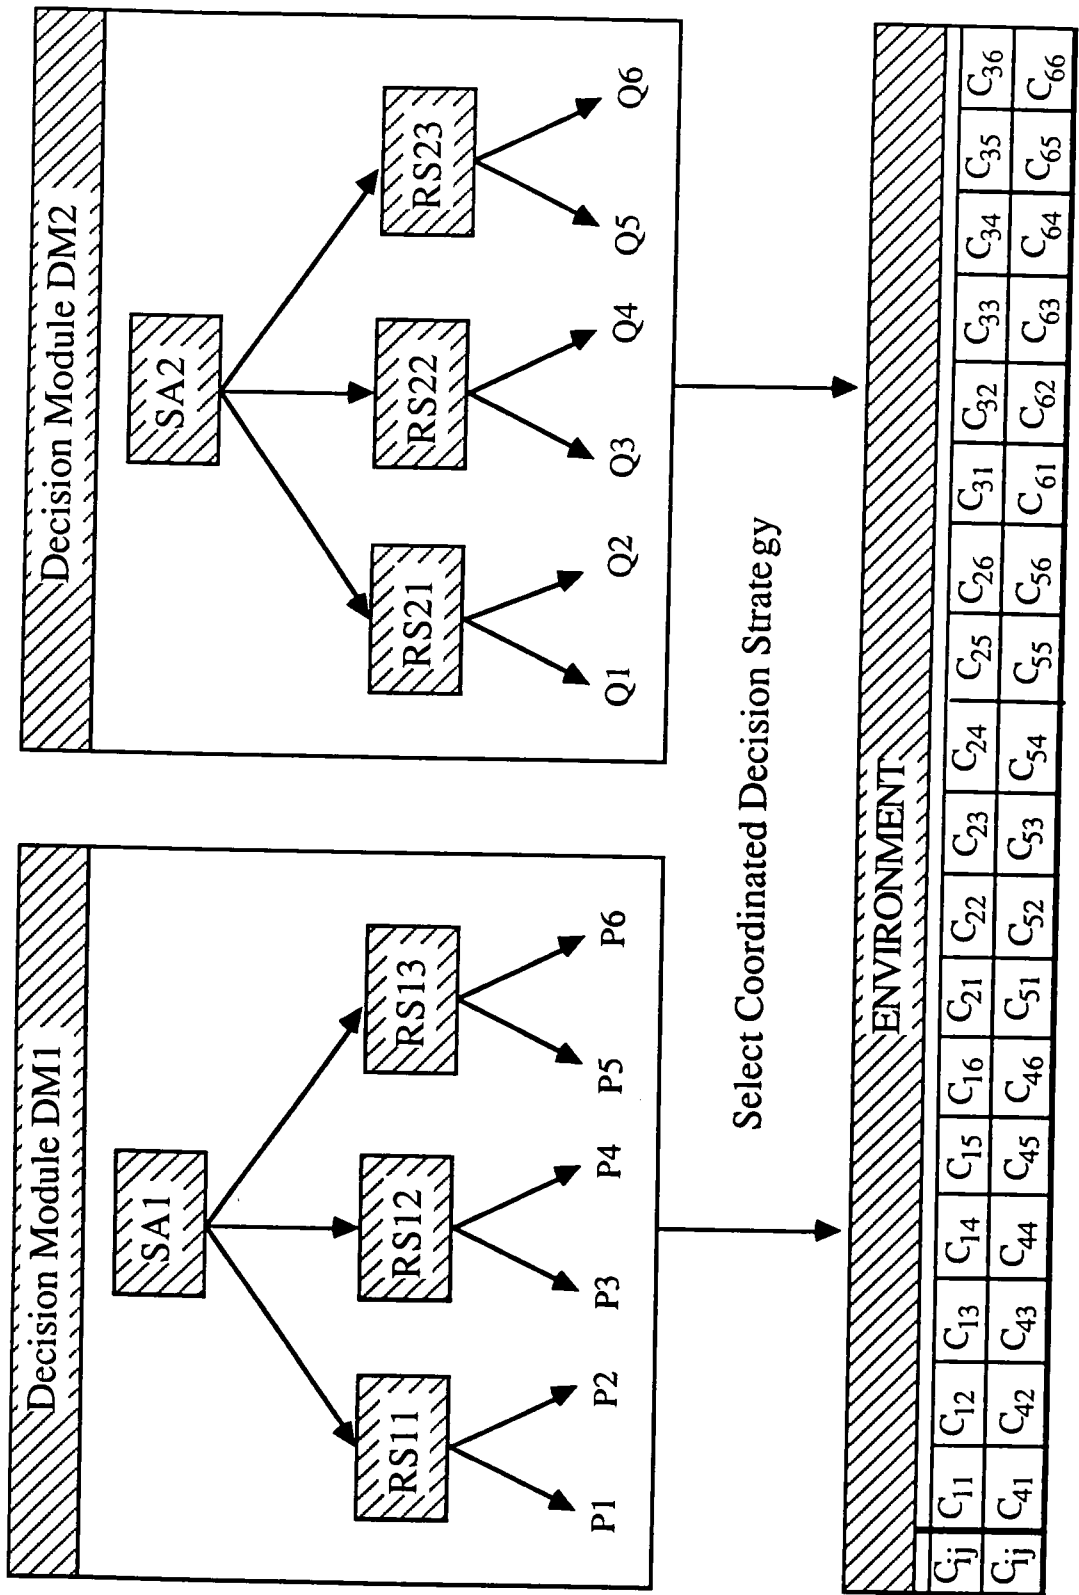 Decision Module DM1
SA1
RS11 RS12 RS13
P1 P2 P3 P4 P5 P6
Decision Module DM2
SA2
RS21 RS22 RS23
Q1 Q2 Q3 Q4 Q5 Q6
Select Coordinated Decision Strategy
ENVIRONMENT
Cij C11 C12 C13 C14 C15 C16 C21 C22 C23 C24 C25 C26 C31 C32 C33 C34 C35 C36
Cij C41 C42 C43 C44 C45 C46 C51 C52 C53 C54 C55 C56 C61 C62 C63 C64 C65 C66